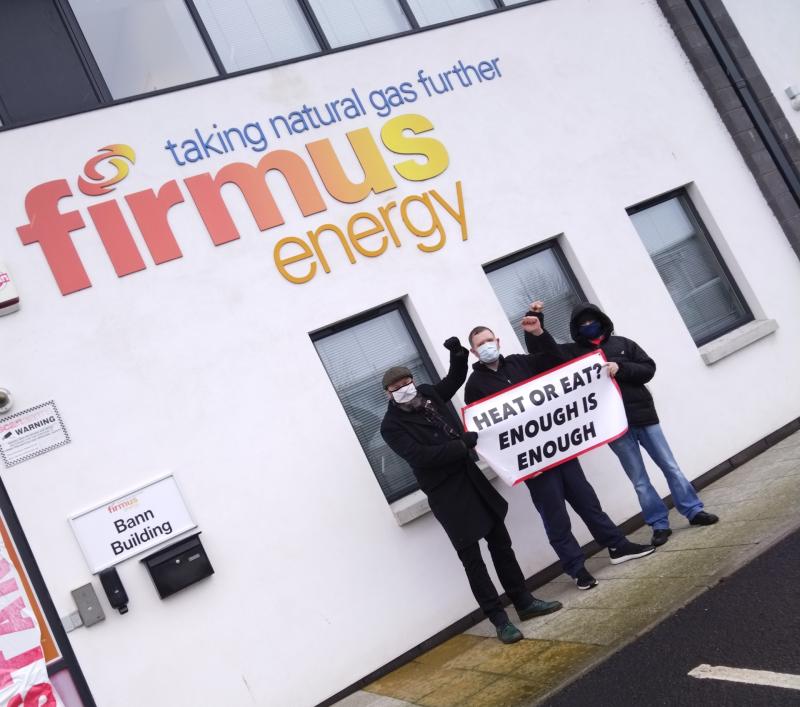 taking natural gas further
firmus
energy
HEAT OR EAT?
ENOUGH IS
ENOUGH
WARNING
firmus
Bann
Building